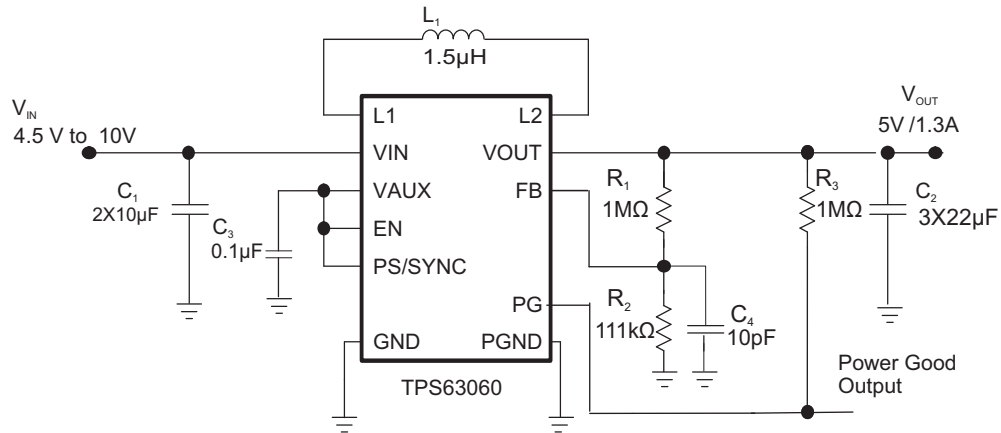 L₁
1.5µH
V_IN
4.5 V to 10V
C₁
2X10µF
C₃
0.1µF
L1
L2
VIN
VOUT
VAUX
FB
EN
PS/SYNC
PG
GND
PGND
TPS63060
R₁
1MΩ
R₂
111kΩ
C₄
10pF
R₃
1MΩ
V_OUT
5V /1.3A
C₂
3X22µF
Power Good
Output